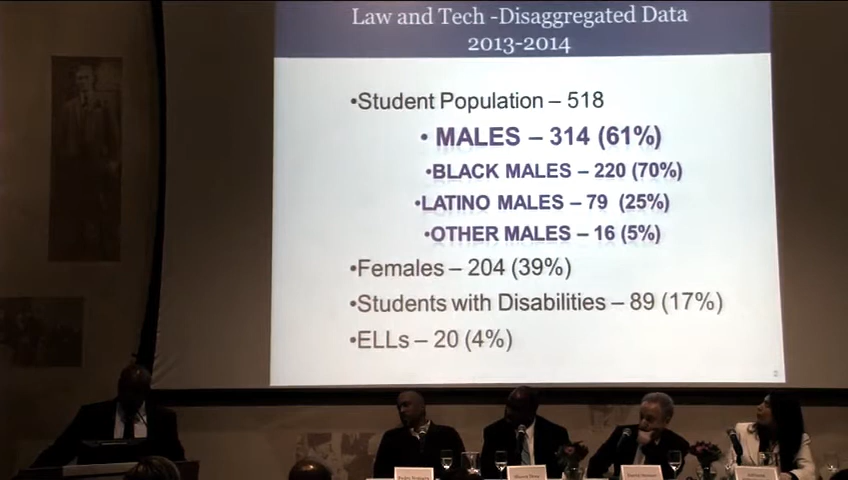 Law and Tech -Disaggregated Data
2013-2014
•Student Population – 518
• MALES – 314 (61%)
•BLACK MALES – 220 (70%)
•LATINO MALES – 79 (25%)
•OTHER MALES – 16 (5%)
•Females – 204 (39%)
•Students with Disabilities – 89 (17%)
•ELLs – 20 (4%)
2